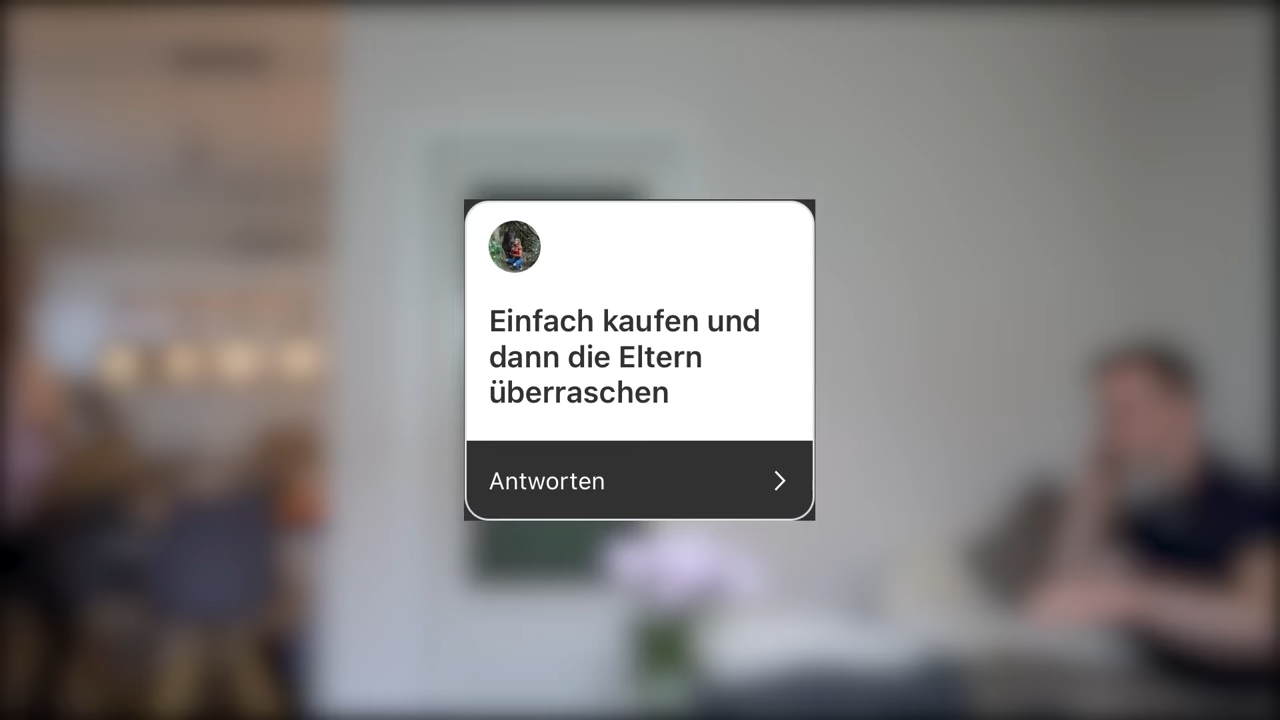 Einfach kaufen und
dann die Eltern
überraschen
Antworten